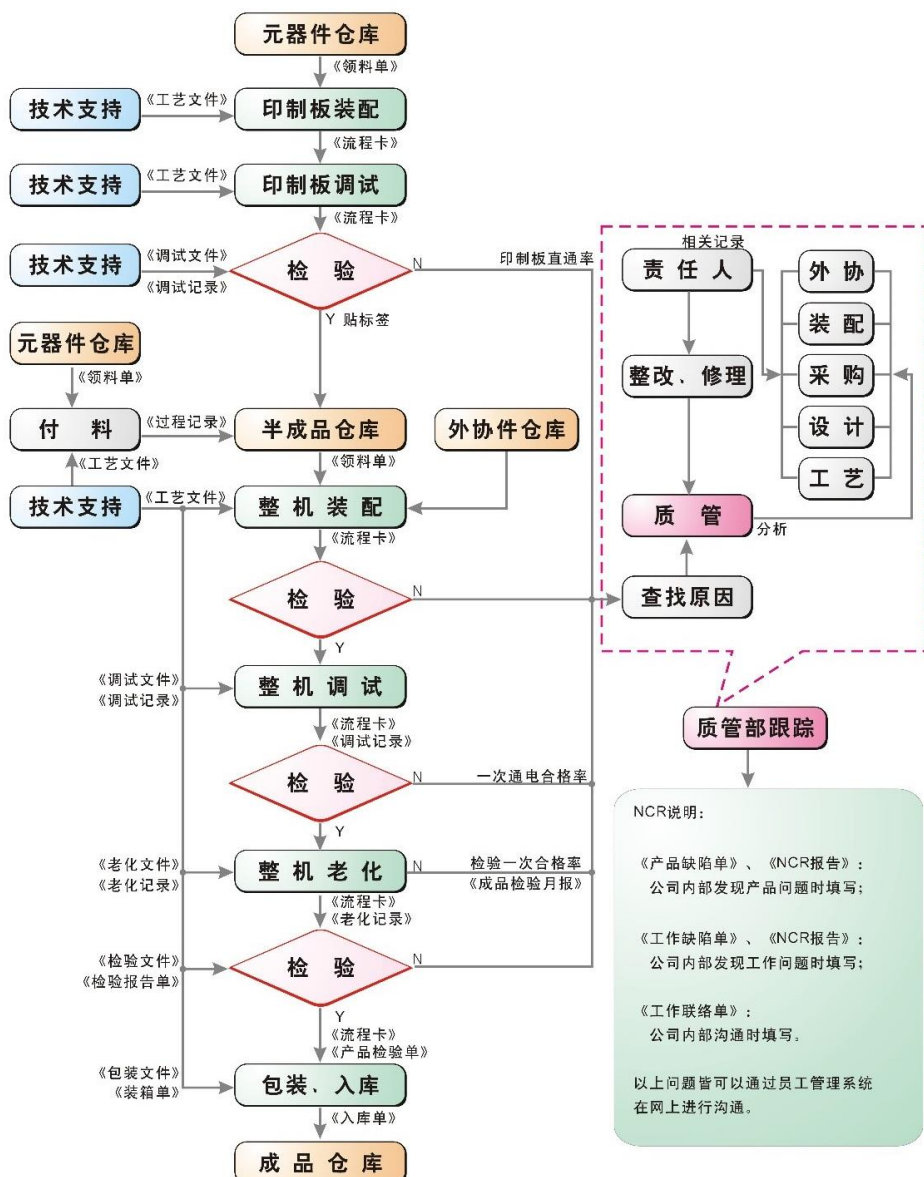 元器件仓库
《领料单》
技术支持
《工艺文件》
印制板装配
《流程卡》
技术支持
《工艺文件》
印制板调试
《流程卡》
技术支持
《调试文件》
《调试记录》
检 验
N
印制板直通率
Y 贴标签
元器件仓库
《领料单》
付 料
《过程记录》
半成品仓库
外协件仓库
《工艺文件》
《领料单》
技术支持
《工艺文件》
整 机 装 配
《流程卡》
检 验
N
Y
《调试文件》
《调试记录》
整 机 调 试
《流程卡》
《调试记录》
检 验
N
一次通电合格率
Y
《老化文件》
《老化记录》
整 机 老 化
N
检验一次合格率
《成品检验月报》
《流程卡》
《老化记录》
《检验文件》
《检验报告单》
检 验
N
Y
《流程卡》
《产品检验单》
《包装文件》
《装箱单》
包装、入库
《入库单》
成 品 仓 库
相关记录
责 任 人
整改、修理
质 管
分析
查找原因
外 协
装 配
采 购
设 计
工 艺
质管部跟踪
NCR说明：
《产品缺陷单》、《NCR报告》：
公司内部发现产品问题时填写；
《工作缺陷单》、《NCR报告》：
公司内部发现工作问题时填写；
《工作联络单》：
公司内部沟通时填写。
以上问题皆可以通过员工管理系统
在网上进行沟通。